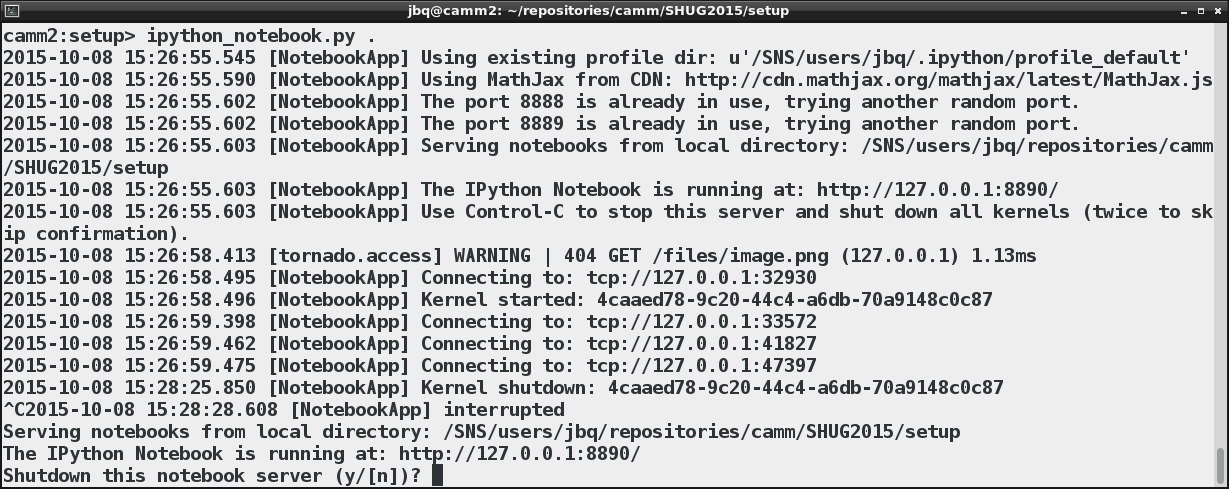 jbq@camm2: ~/repositories/camm/SHUG2015/setup
camm2:setup> ipython_notebook.py .
2015-10-08 15:26:55.545 [NotebookApp] Using existing profile dir: u'/SNS/users/jbq/.ipython/profile_default'
2015-10-08 15:26:55.590 [NotebookApp] Using MathJax from CDN: http://cdn.mathjax.org/mathjax/latest/MathJax.js
2015-10-08 15:26:55.602 [NotebookApp] The port 8888 is already in use, trying another random port.
2015-10-08 15:26:55.602 [NotebookApp] The port 8889 is already in use, trying another random port.
2015-10-08 15:26:55.603 [NotebookApp] Serving notebooks from local directory: /SNS/users/jbq/repositories/camm
/SHUG2015/setup
2015-10-08 15:26:55.603 [NotebookApp] The IPython Notebook is running at: http://127.0.0.1:8890/
2015-10-08 15:26:55.603 [NotebookApp] Use Control-C to stop this server and shut down all kernels (twice to sk
ip confirmation).
2015-10-08 15:26:58.413 [tornado.access] WARNING | 404 GET /files/image.png (127.0.0.1) 1.13ms
2015-10-08 15:26:58.495 [NotebookApp] Connecting to: tcp://127.0.0.1:32930
2015-10-08 15:26:58.496 [NotebookApp] Kernel started: 4caaed78-9c20-44c4-a6db-70a9148c0c87
2015-10-08 15:26:59.398 [NotebookApp] Connecting to: tcp://127.0.0.1:33572
2015-10-08 15:26:59.462 [NotebookApp] Connecting to: tcp://127.0.0.1:41827
2015-10-08 15:26:59.475 [NotebookApp] Connecting to: tcp://127.0.0.1:47397
2015-10-08 15:28:25.850 [NotebookApp] Kernel shutdown: 4caaed78-9c20-44c4-a6db-70a9148c0c87
^C2015-10-08 15:28:28.608 [NotebookApp] interrupted
Serving notebooks from local directory: /SNS/users/jbq/repositories/camm/SHUG2015/setup
The IPython Notebook is running at: http://127.0.0.1:8890/
Shutdown this notebook server (y/[n])?